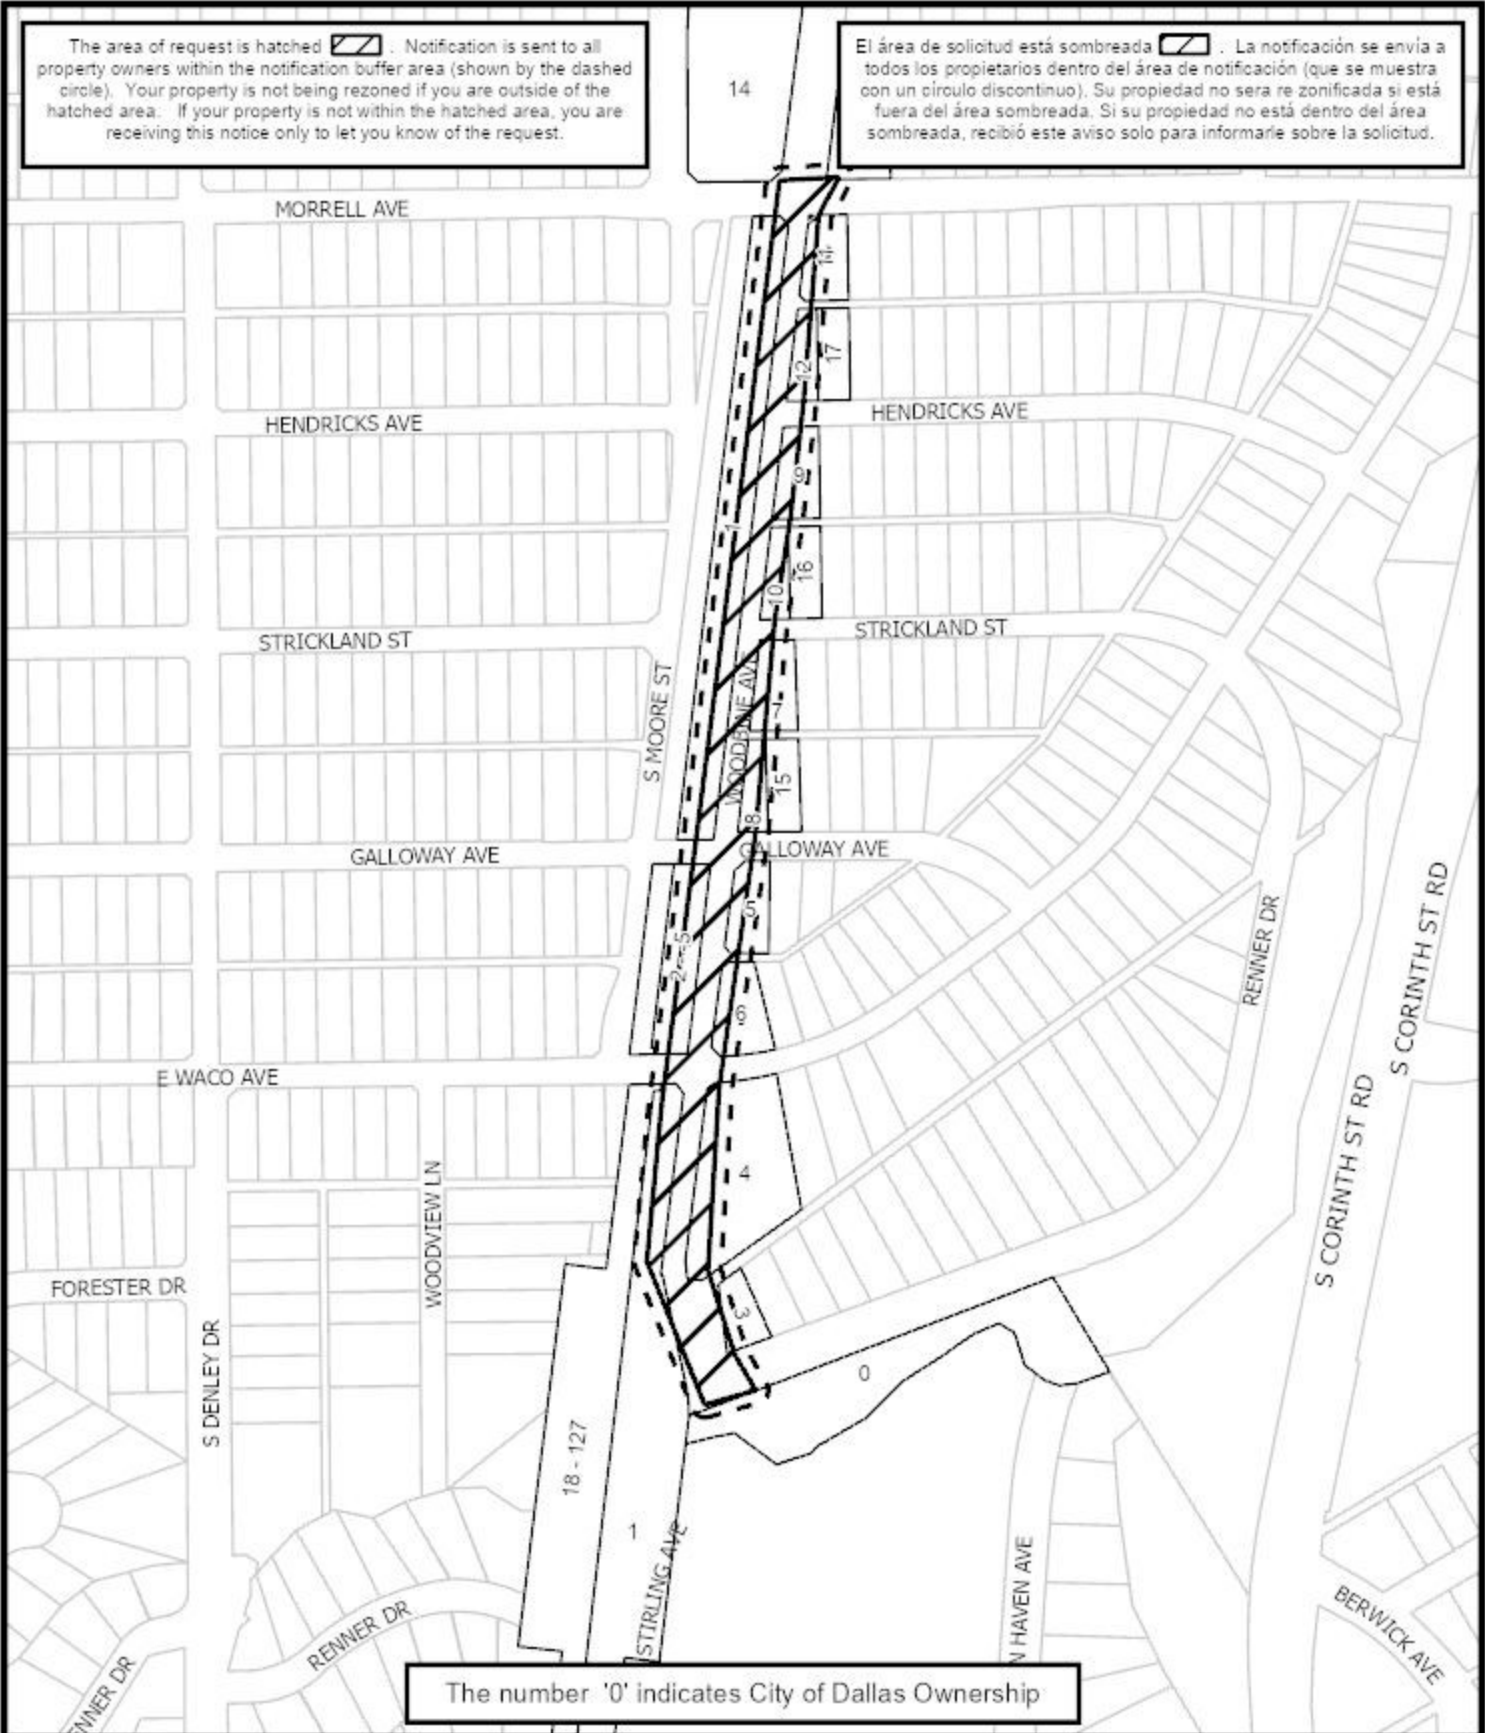 The area of request is hatched . Notification is sent to all
property owners within the notification buffer area (shown by the dashed
circle). Your property is not being rezoned if you are outside of the
hatched area. If your property is not within the hatched area, you are
receiving this notice only to let you know of the request.
El área de solicitud está sombreada . La notificación se envía a
todos los propietarios dentro del área de notificación (que se muestra
con un círculo discontinuo). Su propiedad no sera re zonificada si está
fuera del área sombreada. Si su propiedad no está dentro del área
sombreada, recibió este aviso solo para informarle sobre la solicitud.
14
MORRELL AVE
17
12
HENDRICKS AVE
HENDRICKS AVE
9
1
16
10
STRICKLAND ST
STRICKLAND ST
S MOORE ST
WOODBINE AVE
7
15
8
GALLOWAY AVE
GALLOWAY AVE
5
6
RENNER DR
S CORINTH ST RD
E WACO AVE
4
WOODVIEW LN
S CORINTH ST RD
FORESTER DR
3
S DENLEY DR
0
18 - 127
1
STIRLING AVE
N HAVEN AVE
BERWICK AVE
RENNER DR
ENNER DR
The number '0' indicates City of Dallas Ownership